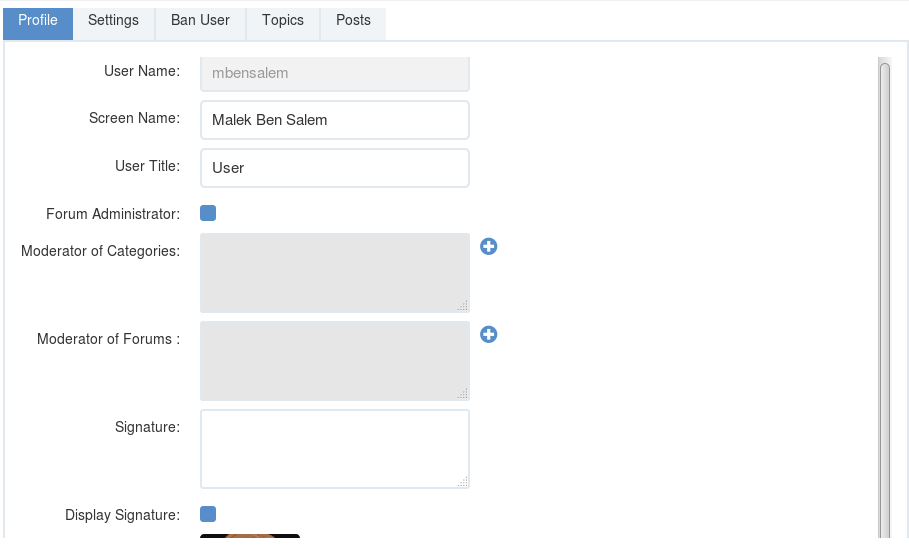 Profile Settings Ban User Topics Posts
User Name: mbensalem
Screen Name: Malek Ben Salem
User Title: User
Forum Administrator:
Moderator of Categories:
Moderator of Forums :
Signature:
Display Signature: